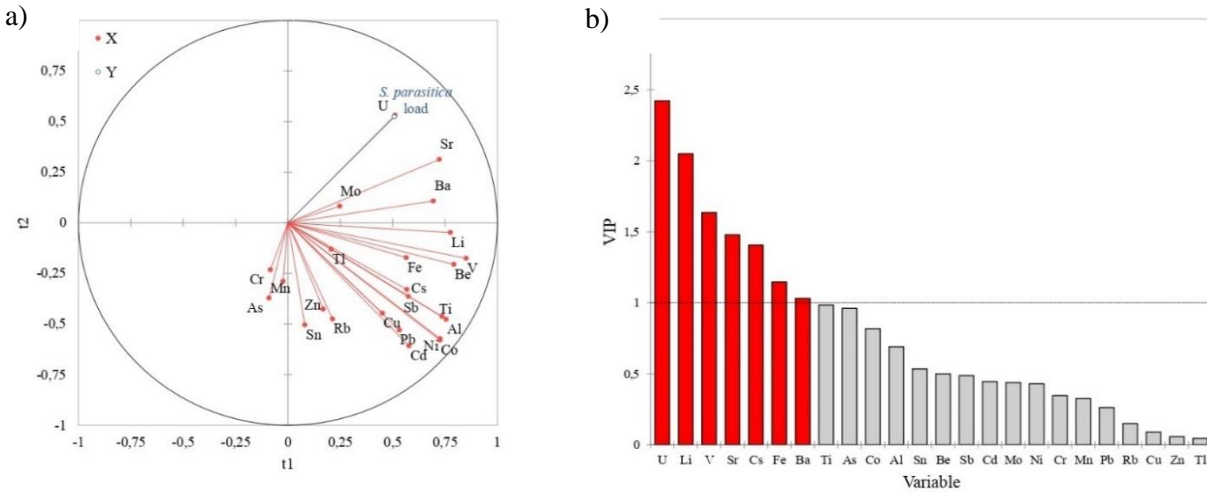 a)
X
Y
0,75
0,5
0,25
0
-0,25
-0,5
-0,75
-1
t2
-1
-0,75
-0,5
-0,25
0
0,25
0,5
0,75
1
t1
S. parasitica
load
U
Sr
Mo
Ba
Li
Tl
Fe
V
Be
Cr
Mn
As
Cs
Sb
Zn
Rb
Sn
Ti
Al
Cu
Pb
Ni
Co
Cd
b)
2,5
2
1,5
1
0,5
0
VIP
U Li V Sr Cs Fe Ba Ti As Co Al Sn Be Sb Cd Mo Ni Cr Mn Pb Rb Cu Zn Tl
Variable